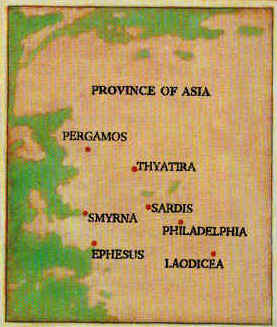 PROVINCE OF ASIA
PERGAMOS
THYATIRA
SARDIS
SMYRNA
PHILADELPHIA
EPHESUS
LAODICEA